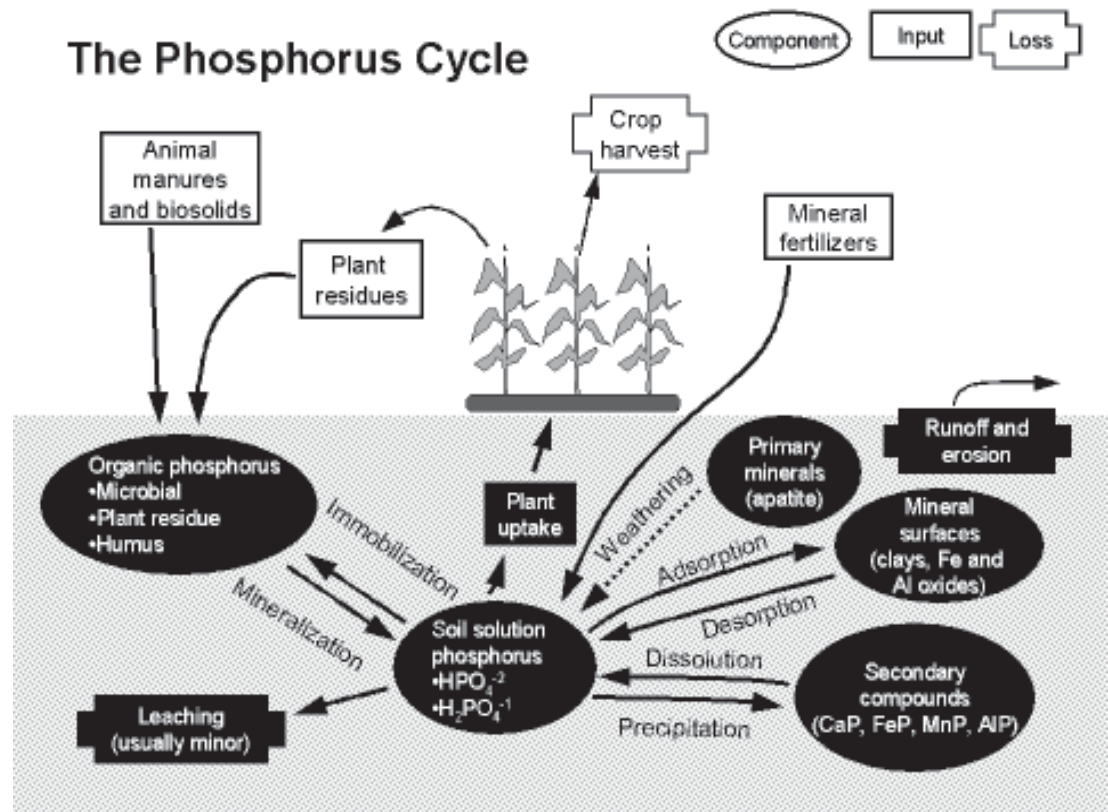 The Phosphorus Cycle
Component
Input
Loss
Animal
manures
and biosolids
Plant
residues
Crop
harvest
Mineral
fertilizers
Runoff and
erosion
Organic phosphorus
•Microbial
•Plant residue
•Humus
Immobilization
Mineralization
Plant
uptake
Weathering
Primary
minerals
(apatite)
Adsorption
Mineral
surfaces
(clays, Fe and
Al oxides)
Desorption
Soil solution
phosphorus
•HPO₄⁻²
•H₂PO₄⁻¹
Dissolution
Precipitation
Secondary
compounds
(CaP, FeP, MnP, AlP)
Leaching
(usually minor)